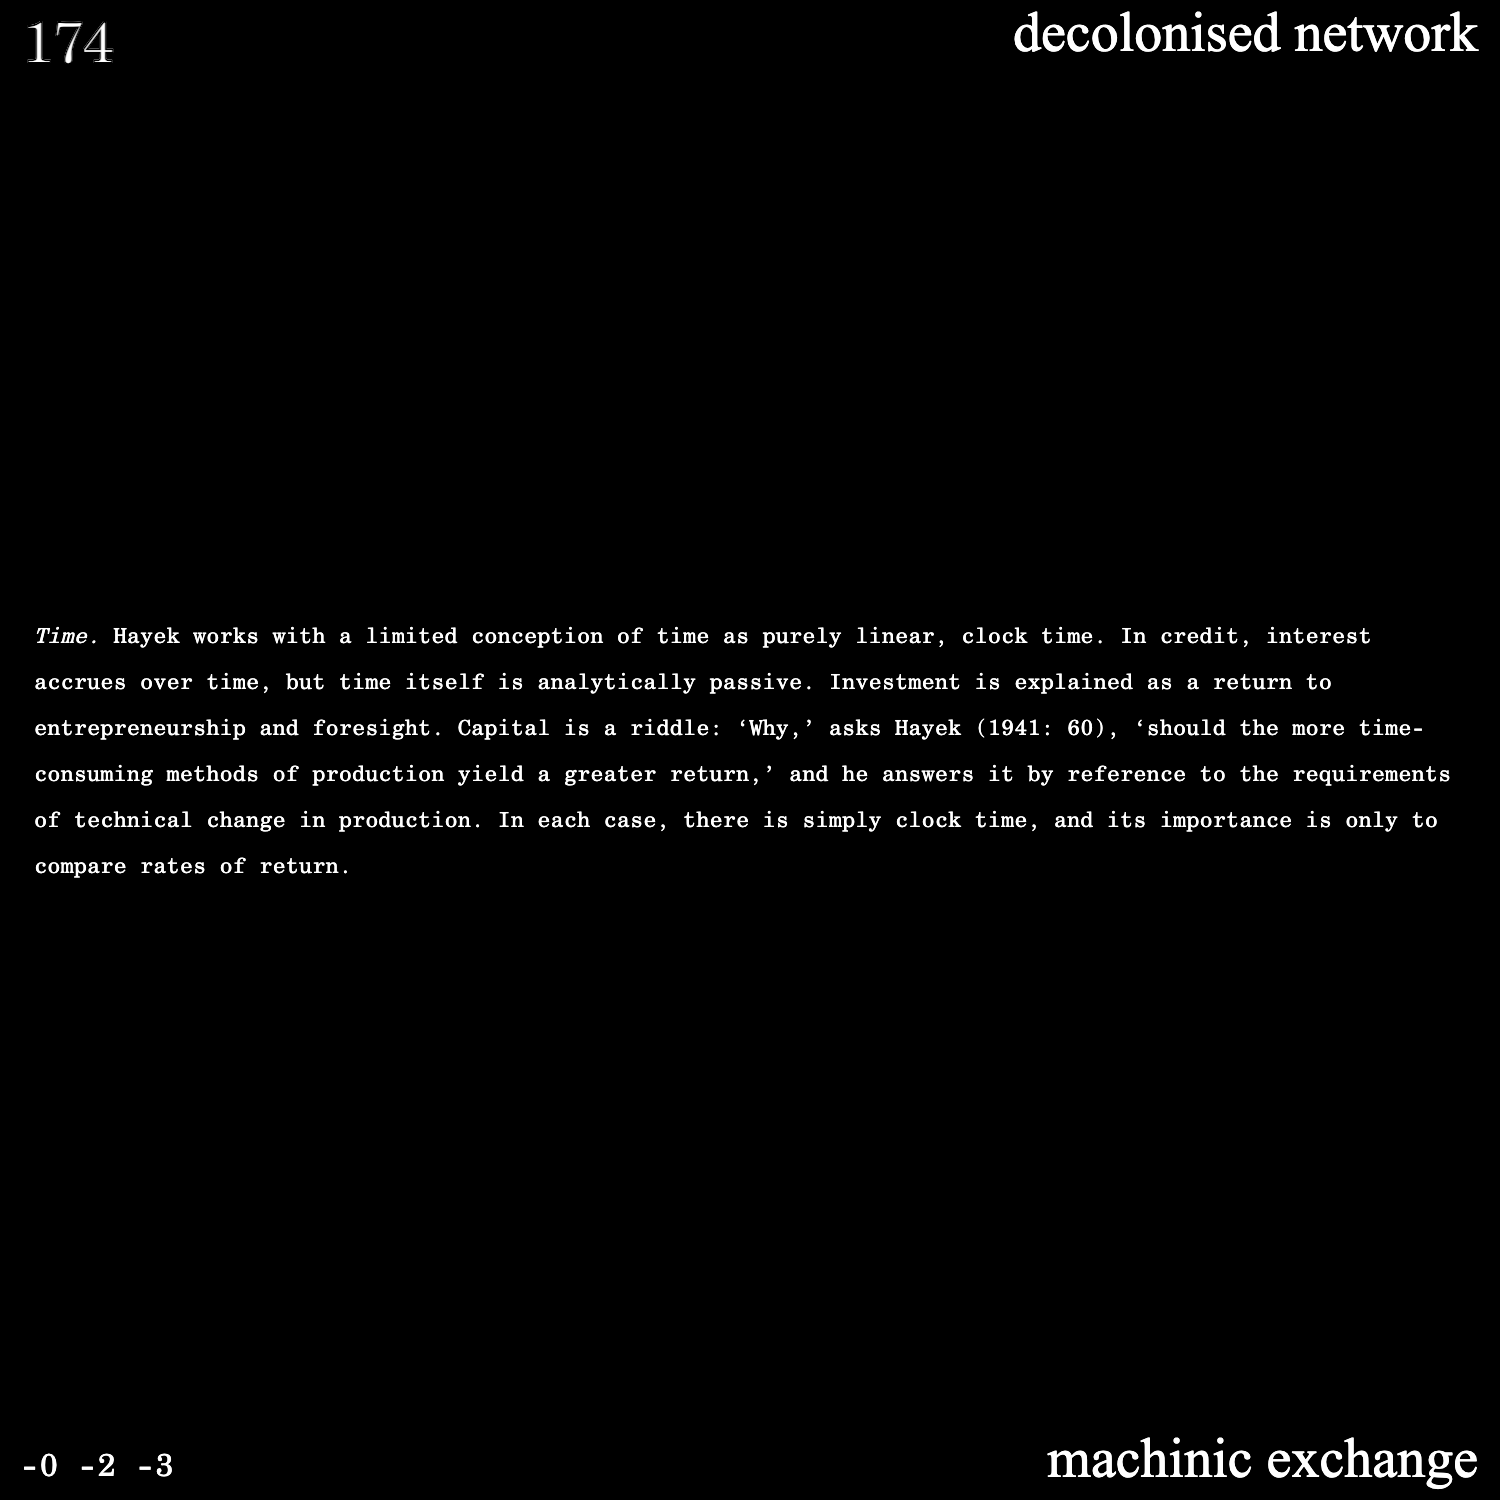 174
decolonised network
Time. Hayek works with a limited conception of time as purely linear, clock time. In credit, interest
accrues over time, but time itself is analytically passive. Investment is explained as a return to
entrepreneurship and foresight. Capital is a riddle: ‘Why,’ asks Hayek (1941: 60), ‘should the more time-
consuming methods of production yield a greater return,’ and he answers it by reference to the requirements
of technical change in production. In each case, there is simply clock time, and its importance is only to
compare rates of return.
-0 -2 -3
machinic exchange